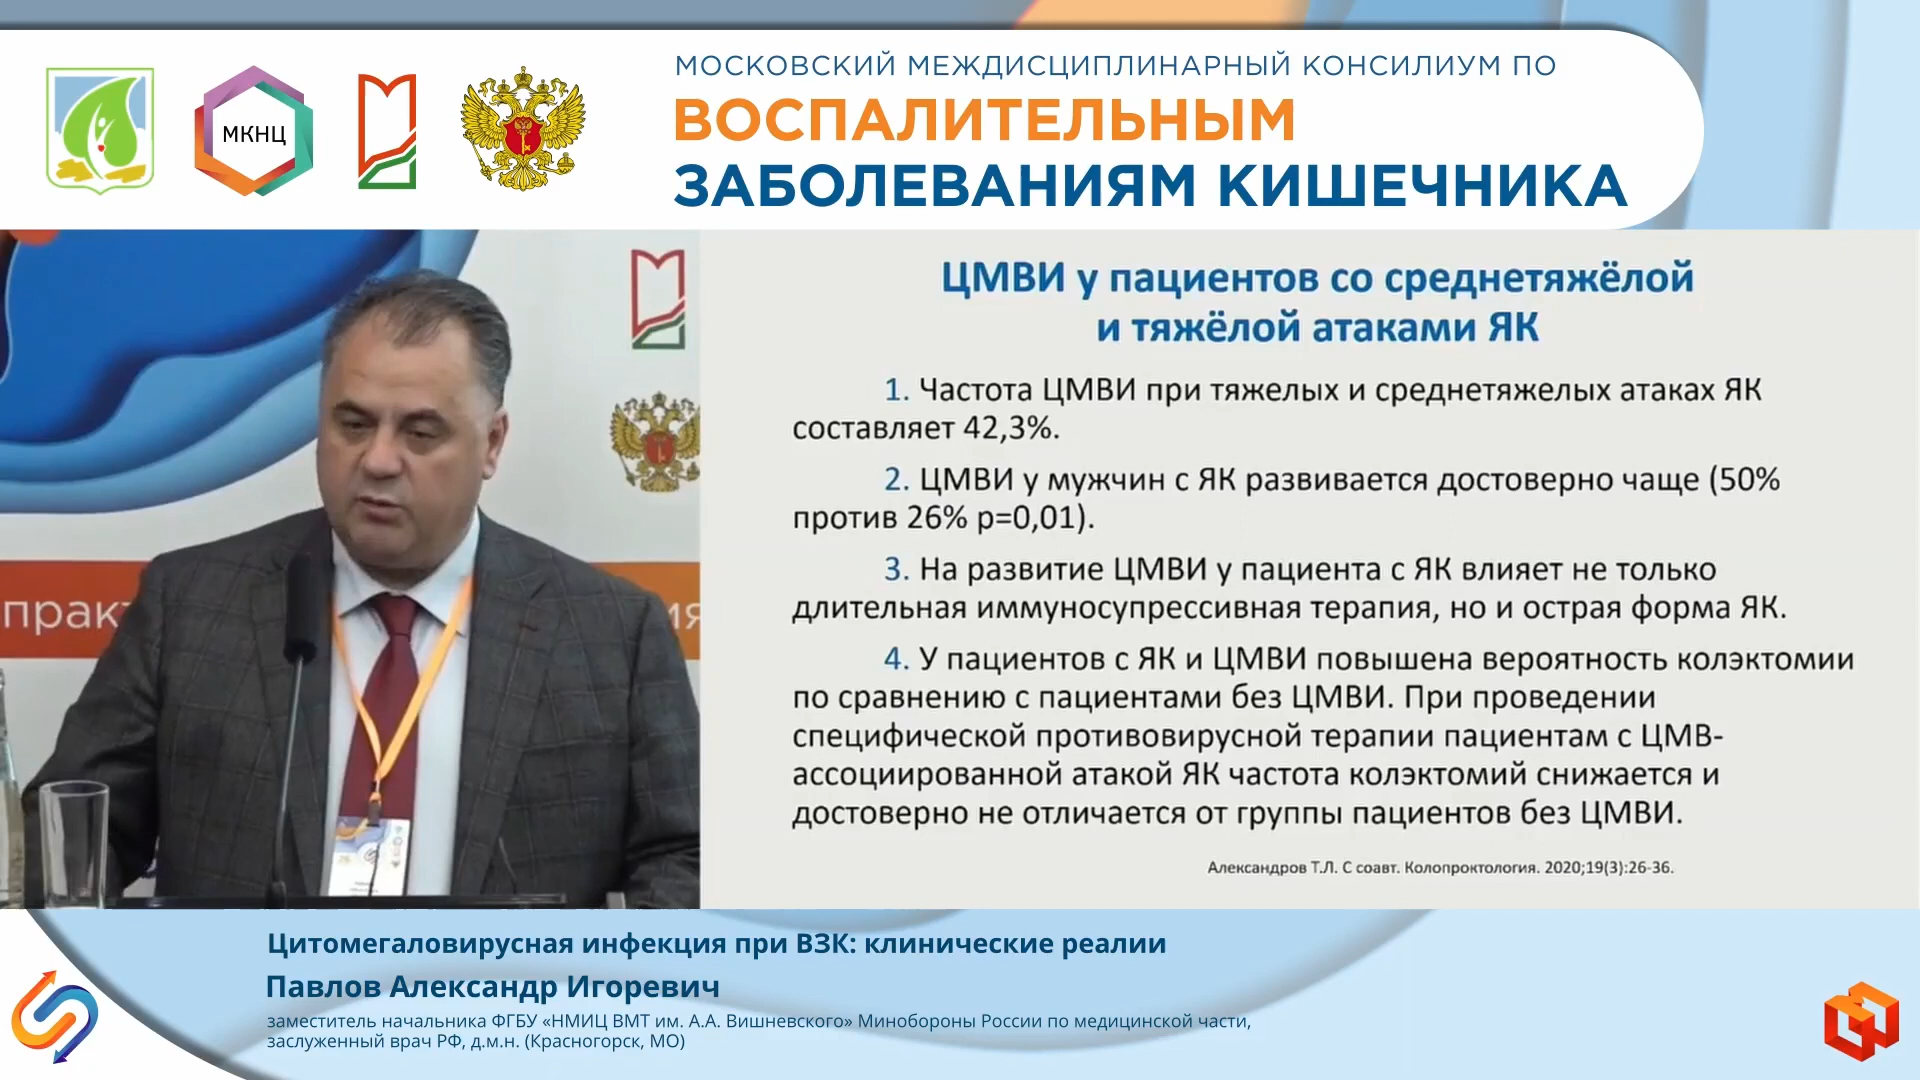 МОСКОВСКИЙ МЕЖДИСЦИПЛИНАРНЫЙ КОНСИЛИУМ ПО
ВОСПАЛИТЕЛЬНЫМ
ЗАБОЛЕВАНИЯМ КИШЕЧНИКА
МКНЦ
ЦМВИ у пациентов со среднетяжёлой
и тяжёлой атаками ЯК
1. Частота ЦМВИ при тяжелых и среднетяжелых атаках ЯК
составляет 42,3%.
2. ЦМВИ у мужчин с ЯК развивается достоверно чаще (50%
против 26% p=0,01).
3. На развитие ЦМВИ у пациента с ЯК влияет не только
длительная иммуносупрессивная терапия, но и острая форма ЯК.
4. У пациентов с ЯК и ЦМВИ повышена вероятность колэктомии
по сравнению с пациентами без ЦМВИ. При проведении
специфической противовирусной терапии пациентам с ЦМВ-
ассоциированной атакой ЯК частота колэктомий снижается и
достоверно не отличается от группы пациентов без ЦМВИ.
Александров Т.Л. С соавт. Колопроктология. 2020;19(3):26-36.
Цитомегаловирусная инфекция при ВЗК: клинические реалии
Павлов Александр Игоревич
заместитель начальника ФГБУ «НМИЦ ВМТ им. А.А. Вишневского» Минобороны России по медицинской части,
заслуженный врач РФ, д.м.н. (Красногорск, МО)